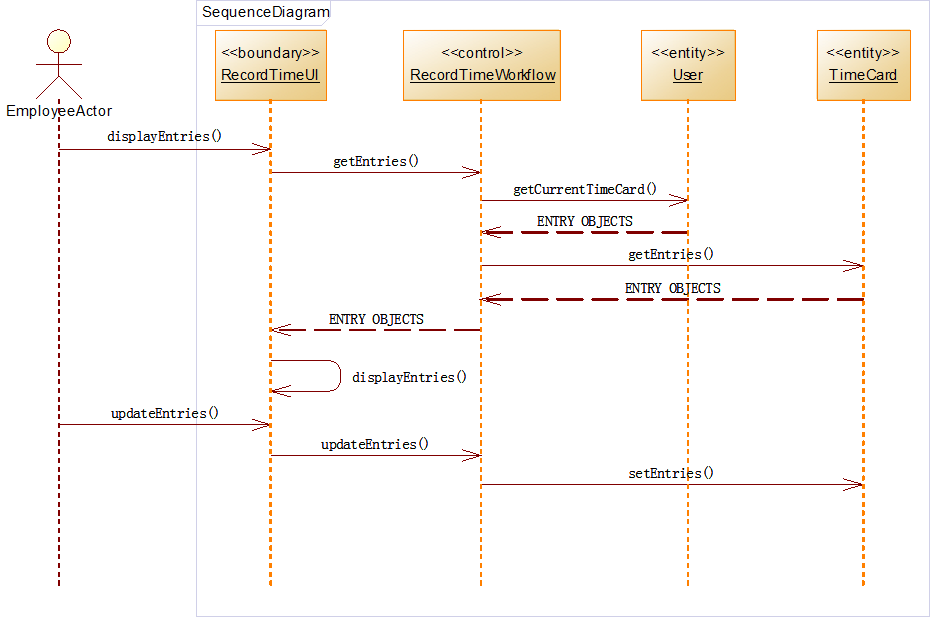 SequenceDiagram
<<boundary>>
RecordTimeUI
<<control>>
RecordTimeWorkflow
<<entity>>
User
<<entity>>
TimeCard
EmployeeActor
displayEntries()
getEntries()
getCurrentTimeCard()
ENTRY OBJECTS
getEntries()
ENTRY OBJECTS
ENTRY OBJECTS
displayEntries()
updateEntries()
updateEntries()
setEntries()